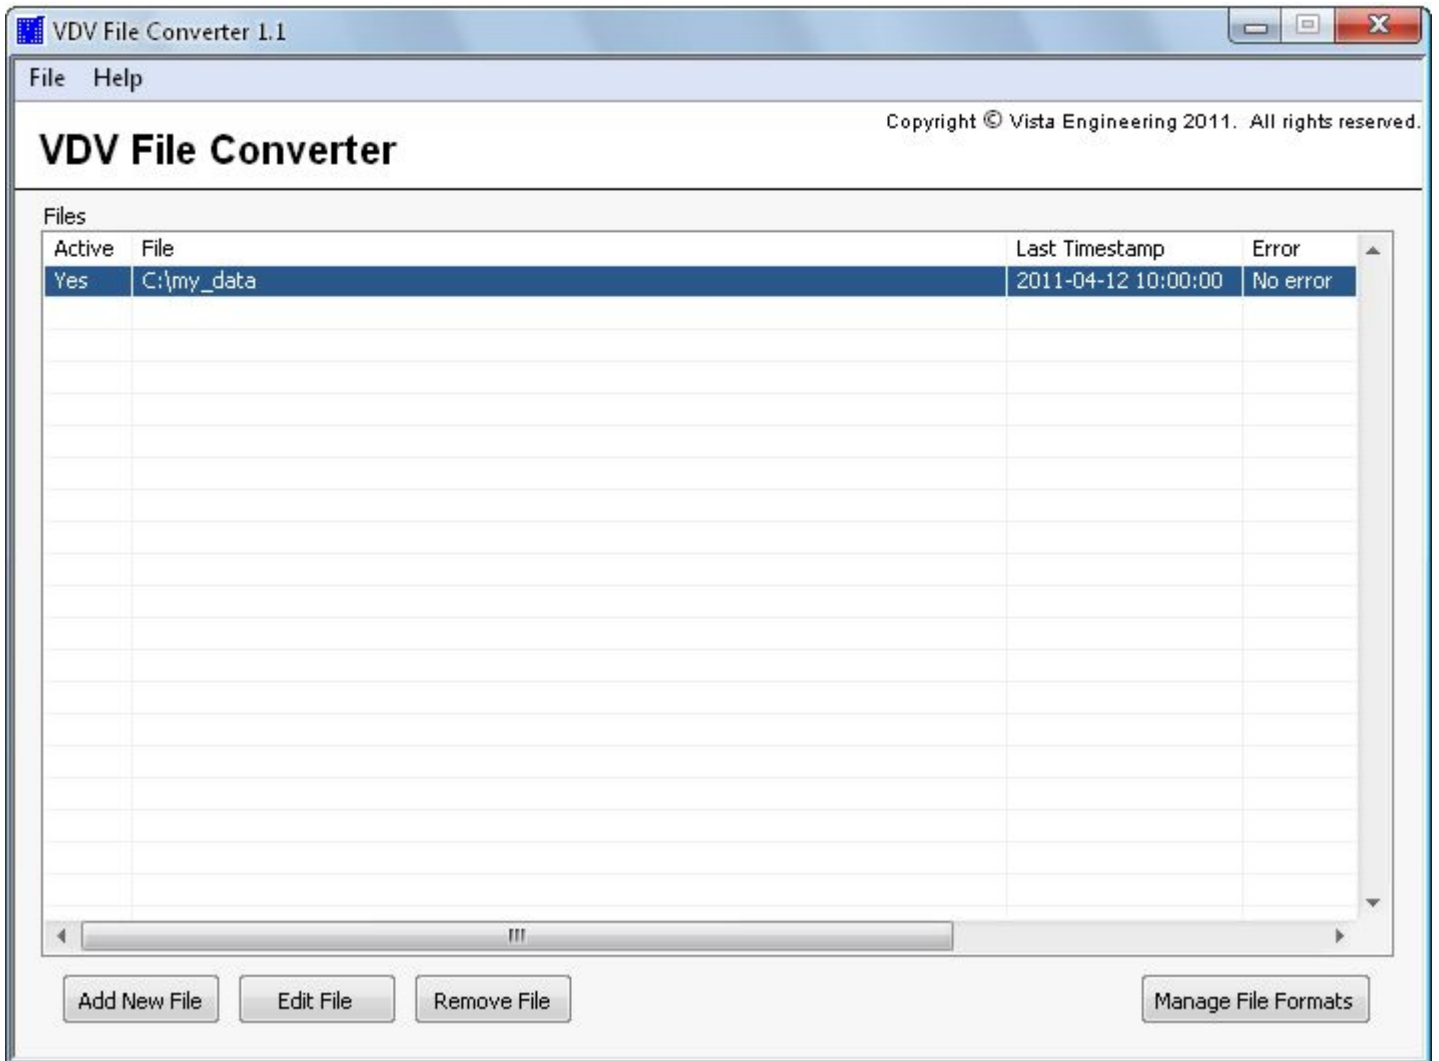 VDV File Converter 1.1
File Help
Copyright © Vista Engineering 2011. All rights reserved.
VDV File Converter
Files
Active File Last Timestamp Error
Yes C:\my_data 2011-04-12 10:00:00 No error
Add New File Edit File Remove File Manage File Formats